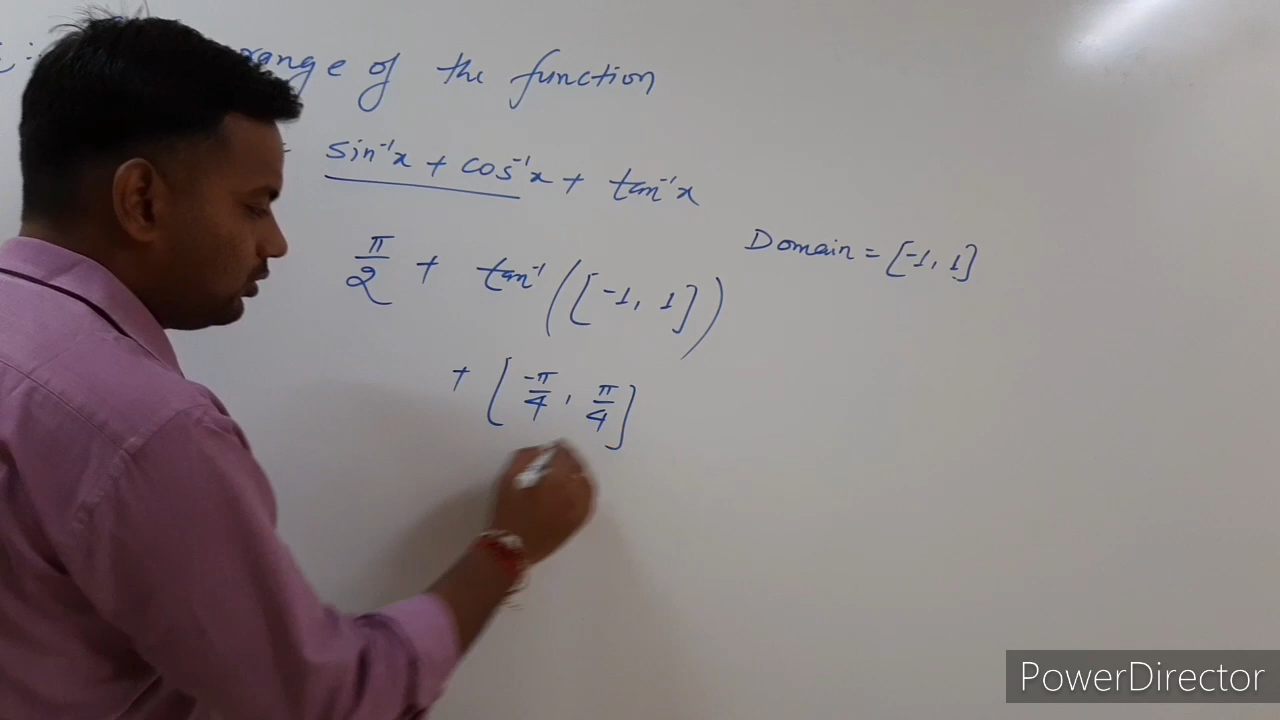 range of the function
sin⁻¹x + cos⁻¹x + tan⁻¹x
Domain = [-1, 1]
π/2 + tan⁻¹([-1, 1])
+ [-π/4, π/4]
PowerDirector